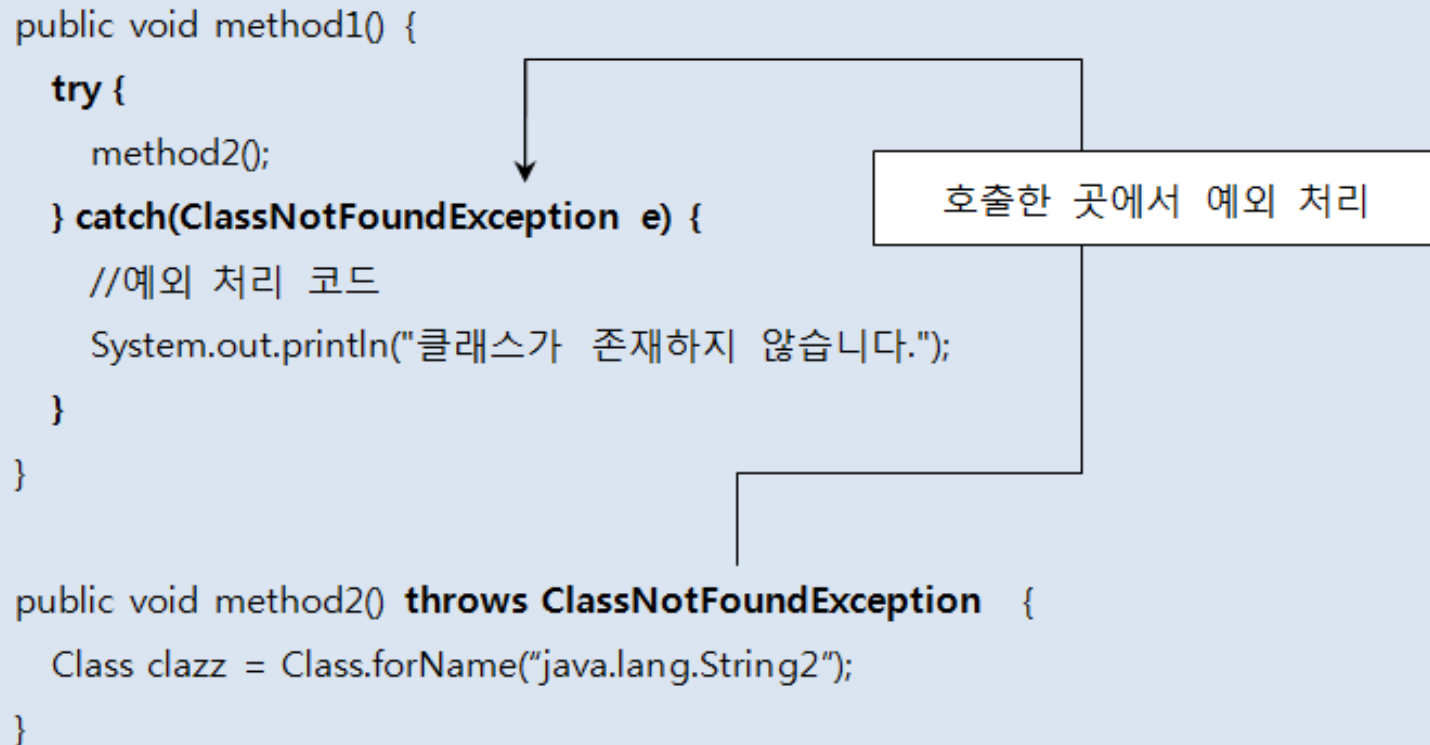 public void method1() {
try {
method2();
} catch(ClassNotFoundException e) {
호출한 곳에서 예외 처리
//예외 처리 코드
System.out.println("클래스가 존재하지 않습니다.");
}
}
public void method2() throws ClassNotFoundException {
Class clazz = Class.forName(“java.lang.String2”);
}